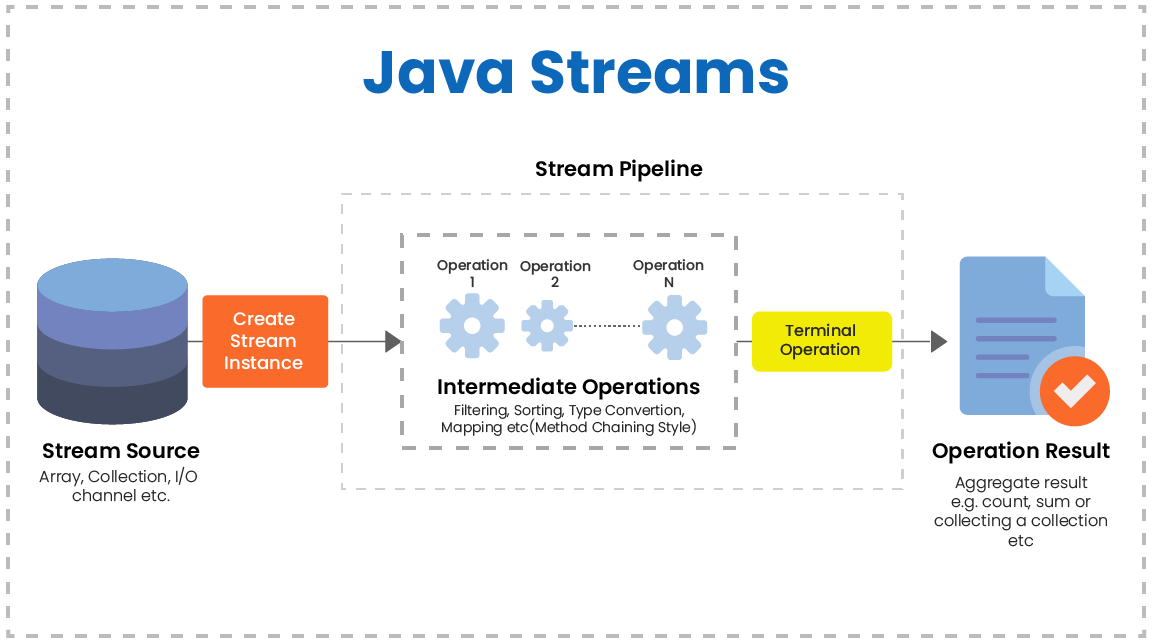 Java Streams
Stream Pipeline
Create
Stream
Instance
Operation
1
Operation
2
Operation
N
Intermediate Operations
Filtering, Sorting, Type Convertion,
Mapping etc(Method Chaining Style)
Terminal
Operation
Stream Source
Array, Collection, I/O
channel etc.
Operation Result
Aggregate result
e.g. count, sum or
collecting a collection
etc